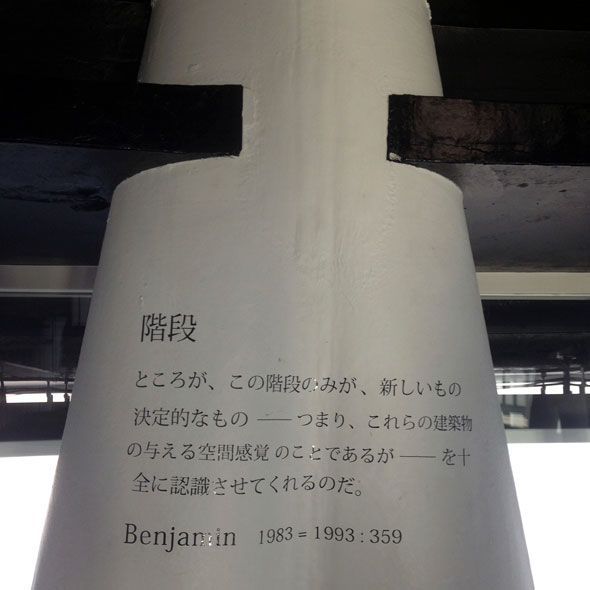 階段
ところが、この階段のみが、新しいもの
決定的なもの ── つまり、これらの建築物
の与える空間感覚のことであるが ── を十
全に認識させてくれるのだ。
Benjamin 1983 = 1993 : 359